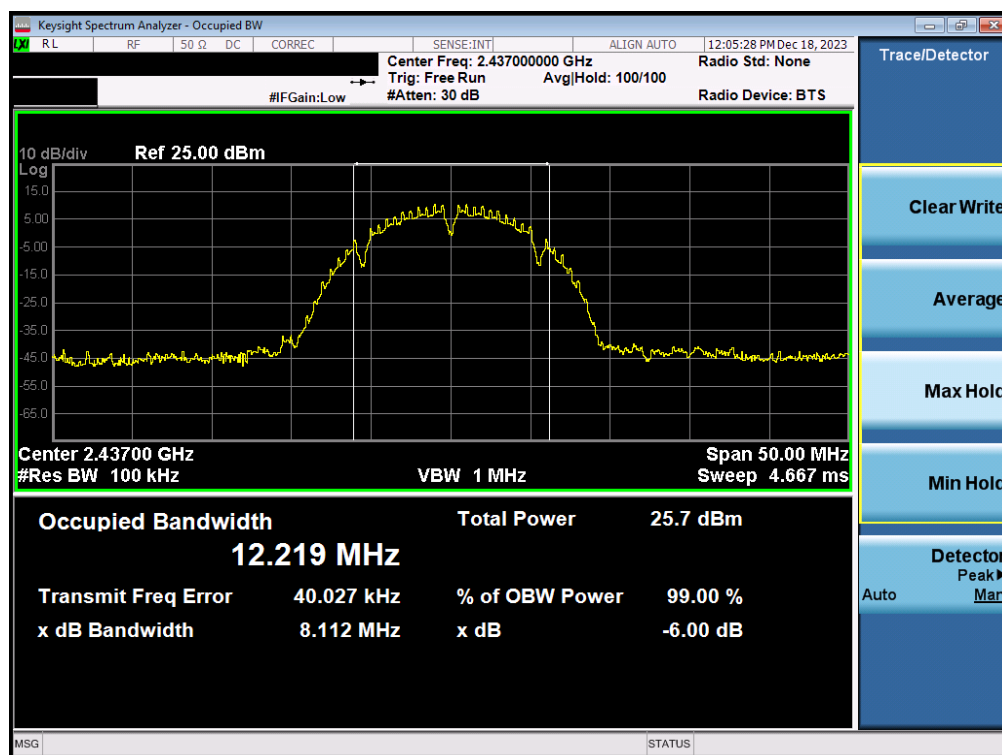 Keysight Spectrum Analyzer - Occupied BW
LXI RL RF 50 Ω DC CORREC SENSE:INT ALIGN AUTO 12:05:28 PM Dec 18, 2023
Center Freq: 2.437000000 GHz Radio Std: None
Trig: Free Run Avg|Hold: 100/100
#IFGain:Low #Atten: 30 dB Radio Device: BTS
Trace/Detector
10 dB/div Ref 25.00 dBm
Log
15.0
5.00
-5.00
-15.0
-25.0
-35.0
-45.0
-55.0
-65.0
Center 2.43700 GHz Span 50.00 MHz
#Res BW 100 kHz VBW 1 MHz Sweep 4.667 ms
Occupied Bandwidth Total Power 25.7 dBm
12.219 MHz
Transmit Freq Error 40.027 kHz % of OBW Power 99.00 %
x dB Bandwidth 8.112 MHz x dB -6.00 dB
Clear Write
Average
Max Hold
Min Hold
Detector
Peak▶
Auto Man
MSG STATUS